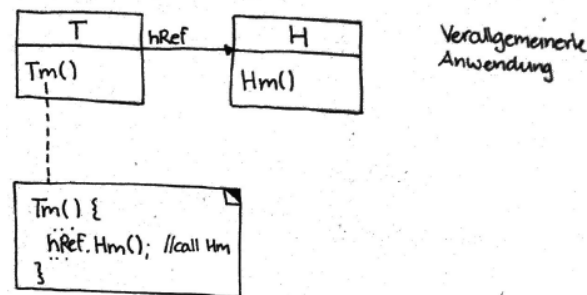 T
hRef
H
Verallgemeinerte
Anwendung
Tm()
Hm()
Tm() {
...
hRef.Hm(); //call Hm
...
}